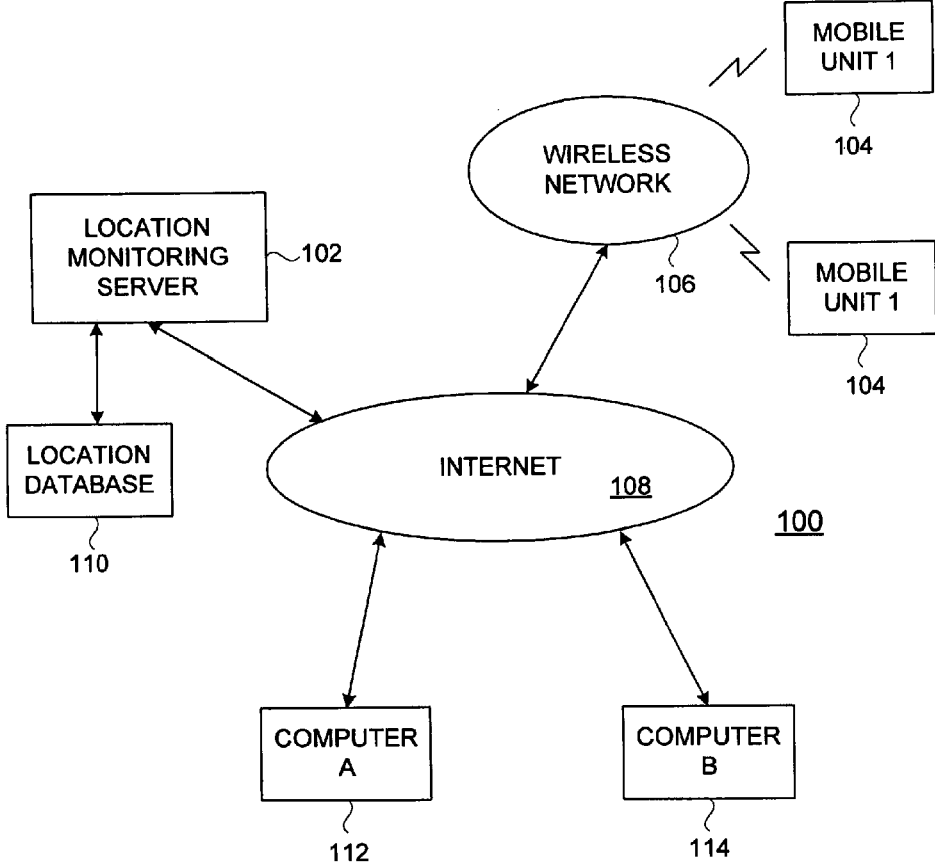 MOBILE
UNIT 1
104
WIRELESS
NETWORK
106
LOCATION
MONITORING
SERVER
102
MOBILE
UNIT 1
104
LOCATION
DATABASE
110
INTERNET
108
100
COMPUTER
A
112
COMPUTER
B
114